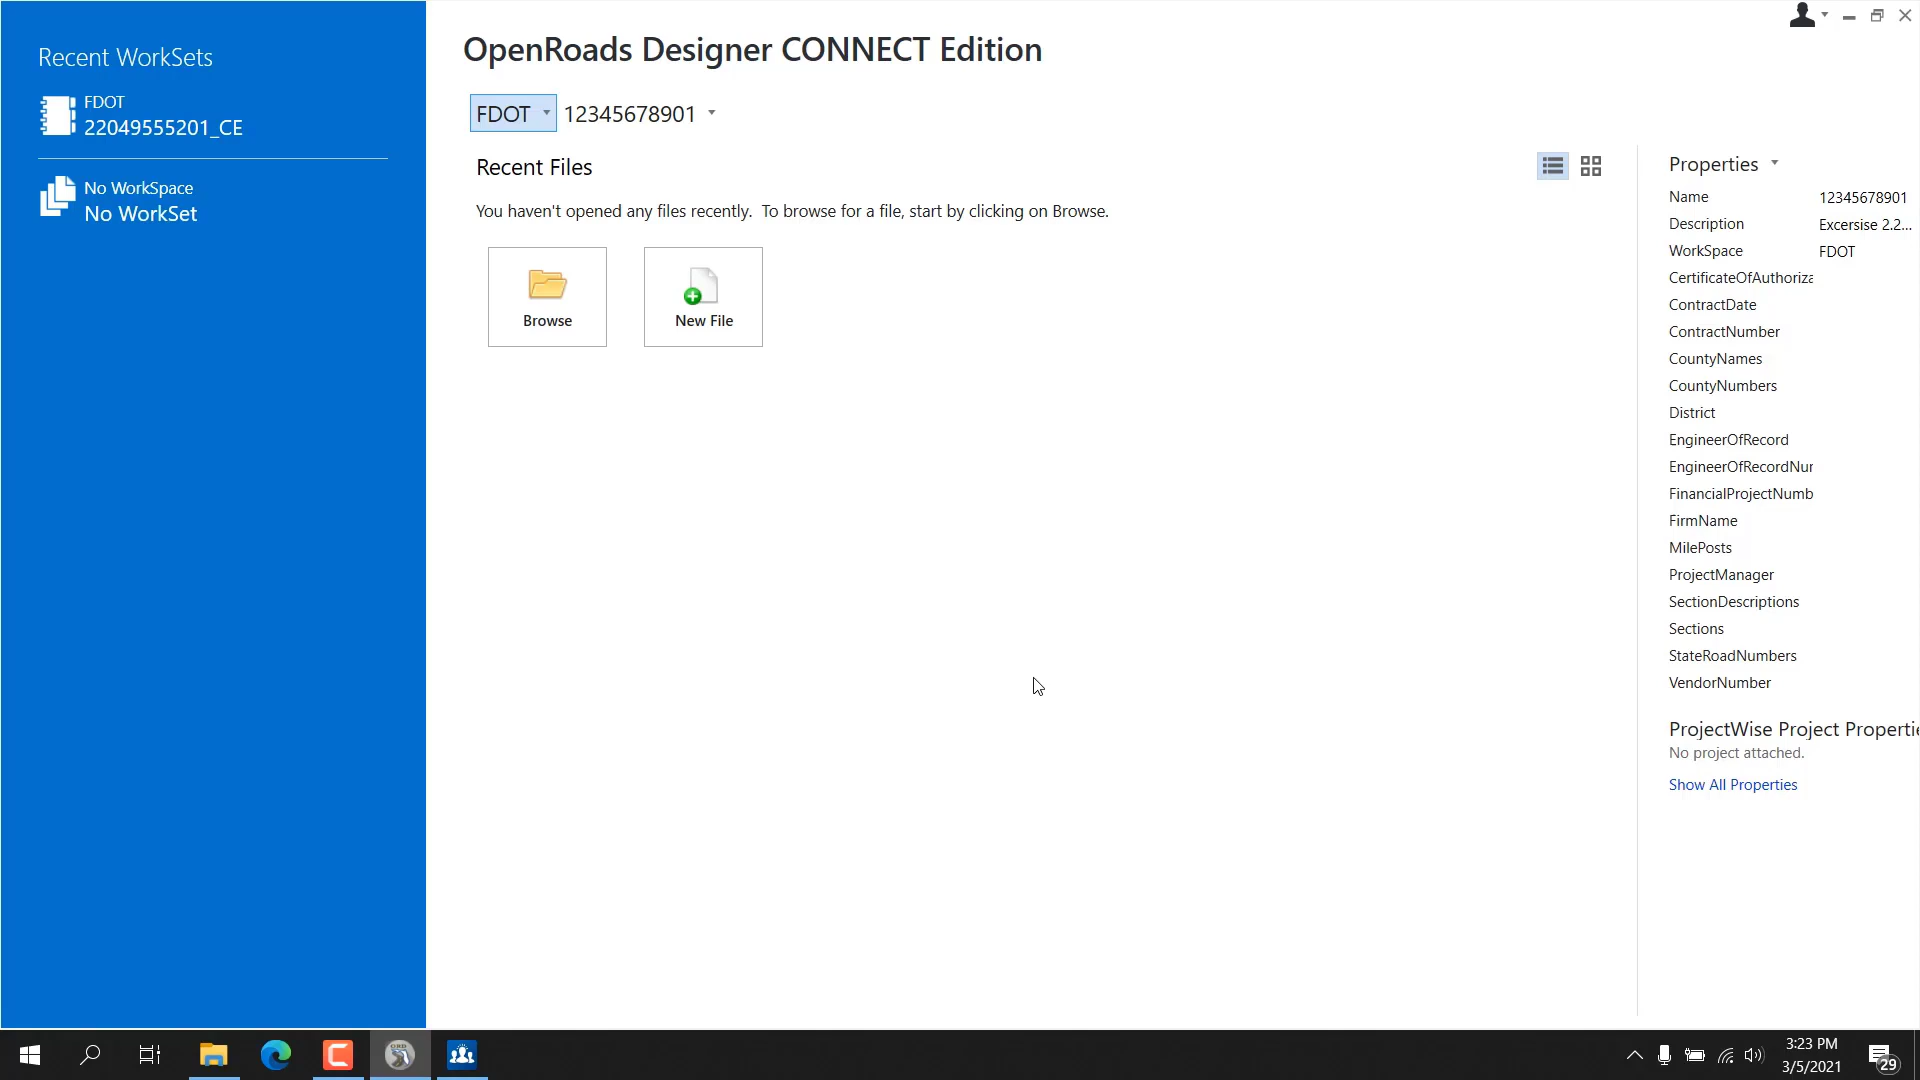 Recent WorkSets
FDOT
22049555201_CE
No WorkSpace
No WorkSet
OpenRoads Designer CONNECT Edition
FDOT 12345678901
Recent Files
You haven't opened any files recently. To browse for a file, start by clicking on Browse.
Browse
New File
Properties
Name 12345678901
Description Excersise 2.2...
WorkSpace FDOT
CertificateOfAuthoriza
ContractDate
ContractNumber
CountyNames
CountyNumbers
District
EngineerOfRecord
EngineerOfRecordNur
FinancialProjectNumb
FirmName
MilePosts
ProjectManager
SectionDescriptions
Sections
StateRoadNumbers
VendorNumber
ProjectWise Project Propertie
No project attached.
Show All Properties
3:23 PM
3/5/2021
29